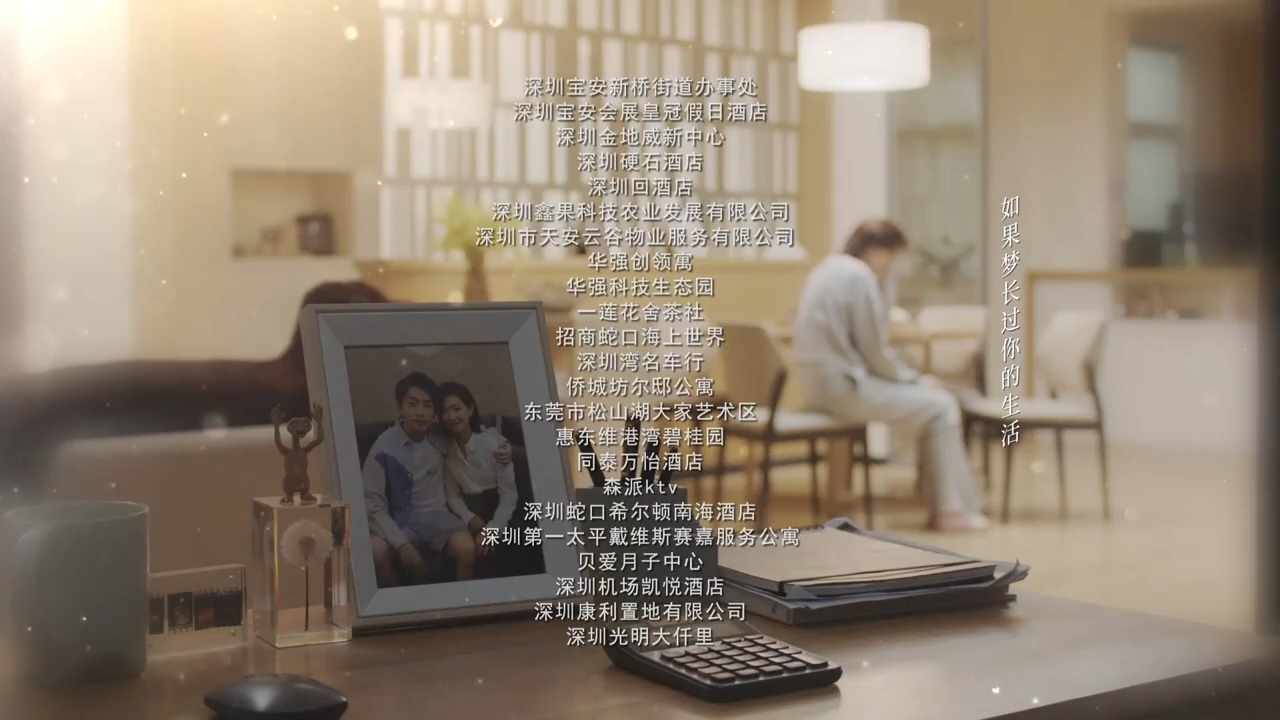 深圳宝安新桥街道办事处
深圳宝安会展皇冠假日酒店
深圳金地威新中心
深圳硬石酒店
深圳回酒店
深圳鑫果科技农业发展有限公司
深圳市天安云谷物业服务有限公司
华强创领寓
华强科技生态园
一莲花舍茶社
招商蛇口海上世界
深圳湾名车行
侨城坊尔邸公寓
东莞市松山湖大家艺术区
惠东维港湾碧桂园
同泰万怡酒店
森派ktv
深圳蛇口希尔顿南海酒店
深圳第一太平戴维斯赛嘉服务公寓
贝爱月子中心
深圳机场凯悦酒店
深圳康利置地有限公司
深圳光明大仟里
如果梦长过你的生活